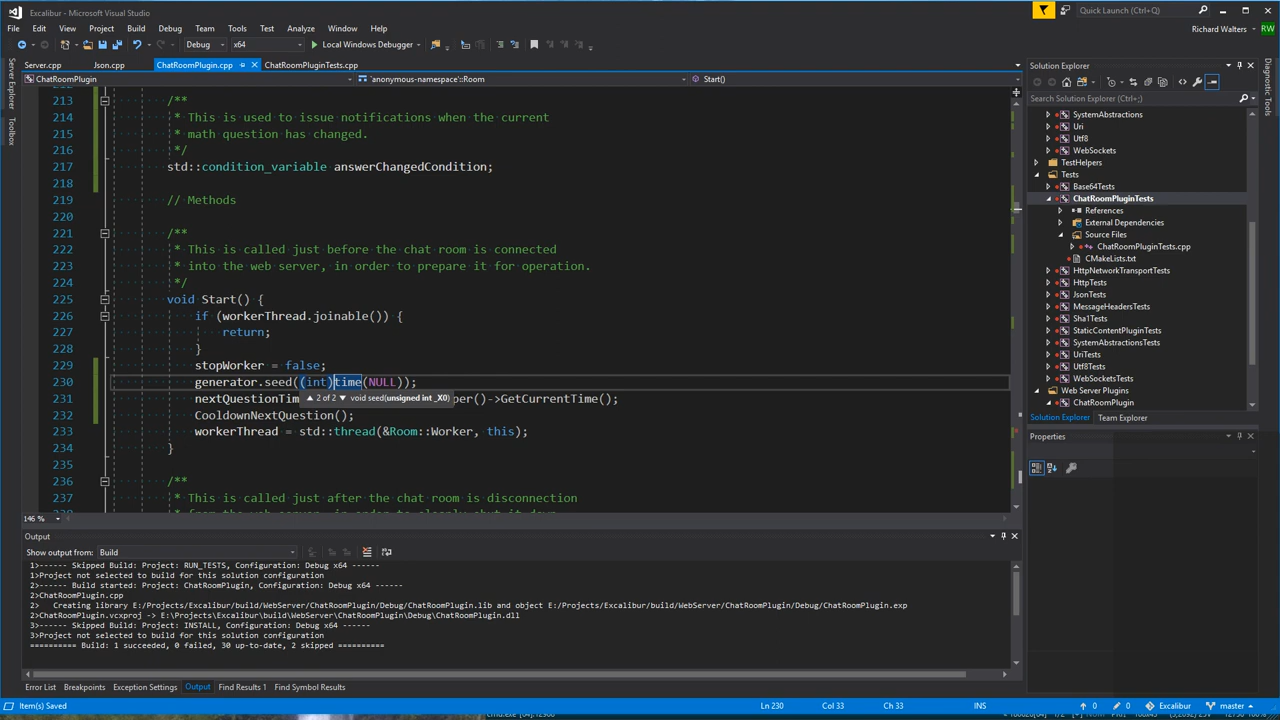 Excalibur - Microsoft Visual Studio
Quick Launch (Ctrl+Q)
File Edit View Project Build Debug Team Tools Test Analyze Window Help
Richard Walters RW
Debug x64 Local Windows Debugger
Server.cpp Json.cpp ChatRoomPlugin.cpp ChatRoomPluginTests.cpp
Solution Explorer
ChatRoomPlugin `anonymous-namespace'::Room Start()
Server Explorer
Toolbox
Diagnostic Tools
Search Solution Explorer (Ctrl+;)
213 /**
214 * This is used to issue notifications when the current
215 * math question has changed.
216 */
217 std::condition_variable answerChangedCondition;
218
219 // Methods
220
221 /**
222 * This is called just before the chat room is connected
223 * into the web server, in order to prepare it for operation.
224 */
225 void Start() {
226 if (workerThread.joinable()) {
227 return;
228 }
229 stopWorker = false;
230 generator.seed((int)time(NULL));
2 of 2 void seed(unsigned int _X0)
231 nextQuestionTim per()->GetCurrentTime();
232 CooldownNextQuestion();
233 workerThread = std::thread(&Room::Worker, this);
234 }
235
236 /**
237 * This is called just after the chat room is disconnection
146 %
SystemAbstractions
Uri
Utf8
WebSockets
TestHelpers
Tests
Base64Tests
ChatRoomPluginTests
References
External Dependencies
Source Files
ChatRoomPluginTests.cpp
CMakeLists.txt
HttpNetworkTransportTests
HttpTests
JsonTests
MessageHeadersTests
Sha1Tests
StaticContentPluginTests
SystemAbstractionsTests
UriTests
Utf8Tests
WebSocketsTests
Web Server Plugins
ChatRoomPlugin
Solution Explorer Team Explorer
Properties
Output
Show output from: Build
1>------ Skipped Build: Project: RUN_TESTS, Configuration: Debug x64 ------
1>Project not selected to build for this solution configuration
2>------ Build started: Project: ChatRoomPlugin, Configuration: Debug x64 ------
2>ChatRoomPlugin.cpp
2> Creating library E:/Projects/Excalibur/build/WebServer/ChatRoomPlugin/Debug/ChatRoomPlugin.lib and object E:/Projects/Excalibur/build/WebServer/ChatRoomPlugin/Debug/ChatRoomPlugin.exp
2>ChatRoomPlugin.vcxproj -> E:\Projects\Excalibur\build\WebServer\ChatRoomPlugin\Debug\ChatRoomPlugin.dll
3>------ Skipped Build: Project: INSTALL, Configuration: Debug x64 ------
3>Project not selected to build for this solution configuration
========== Build: 1 succeeded, 0 failed, 30 up-to-date, 2 skipped ==========
Error List Breakpoints Exception Settings Output Find Results 1 Find Symbol Results
Item(s) Saved Ln 230 Col 33 Ch 33 INS 0 0 Excalibur master